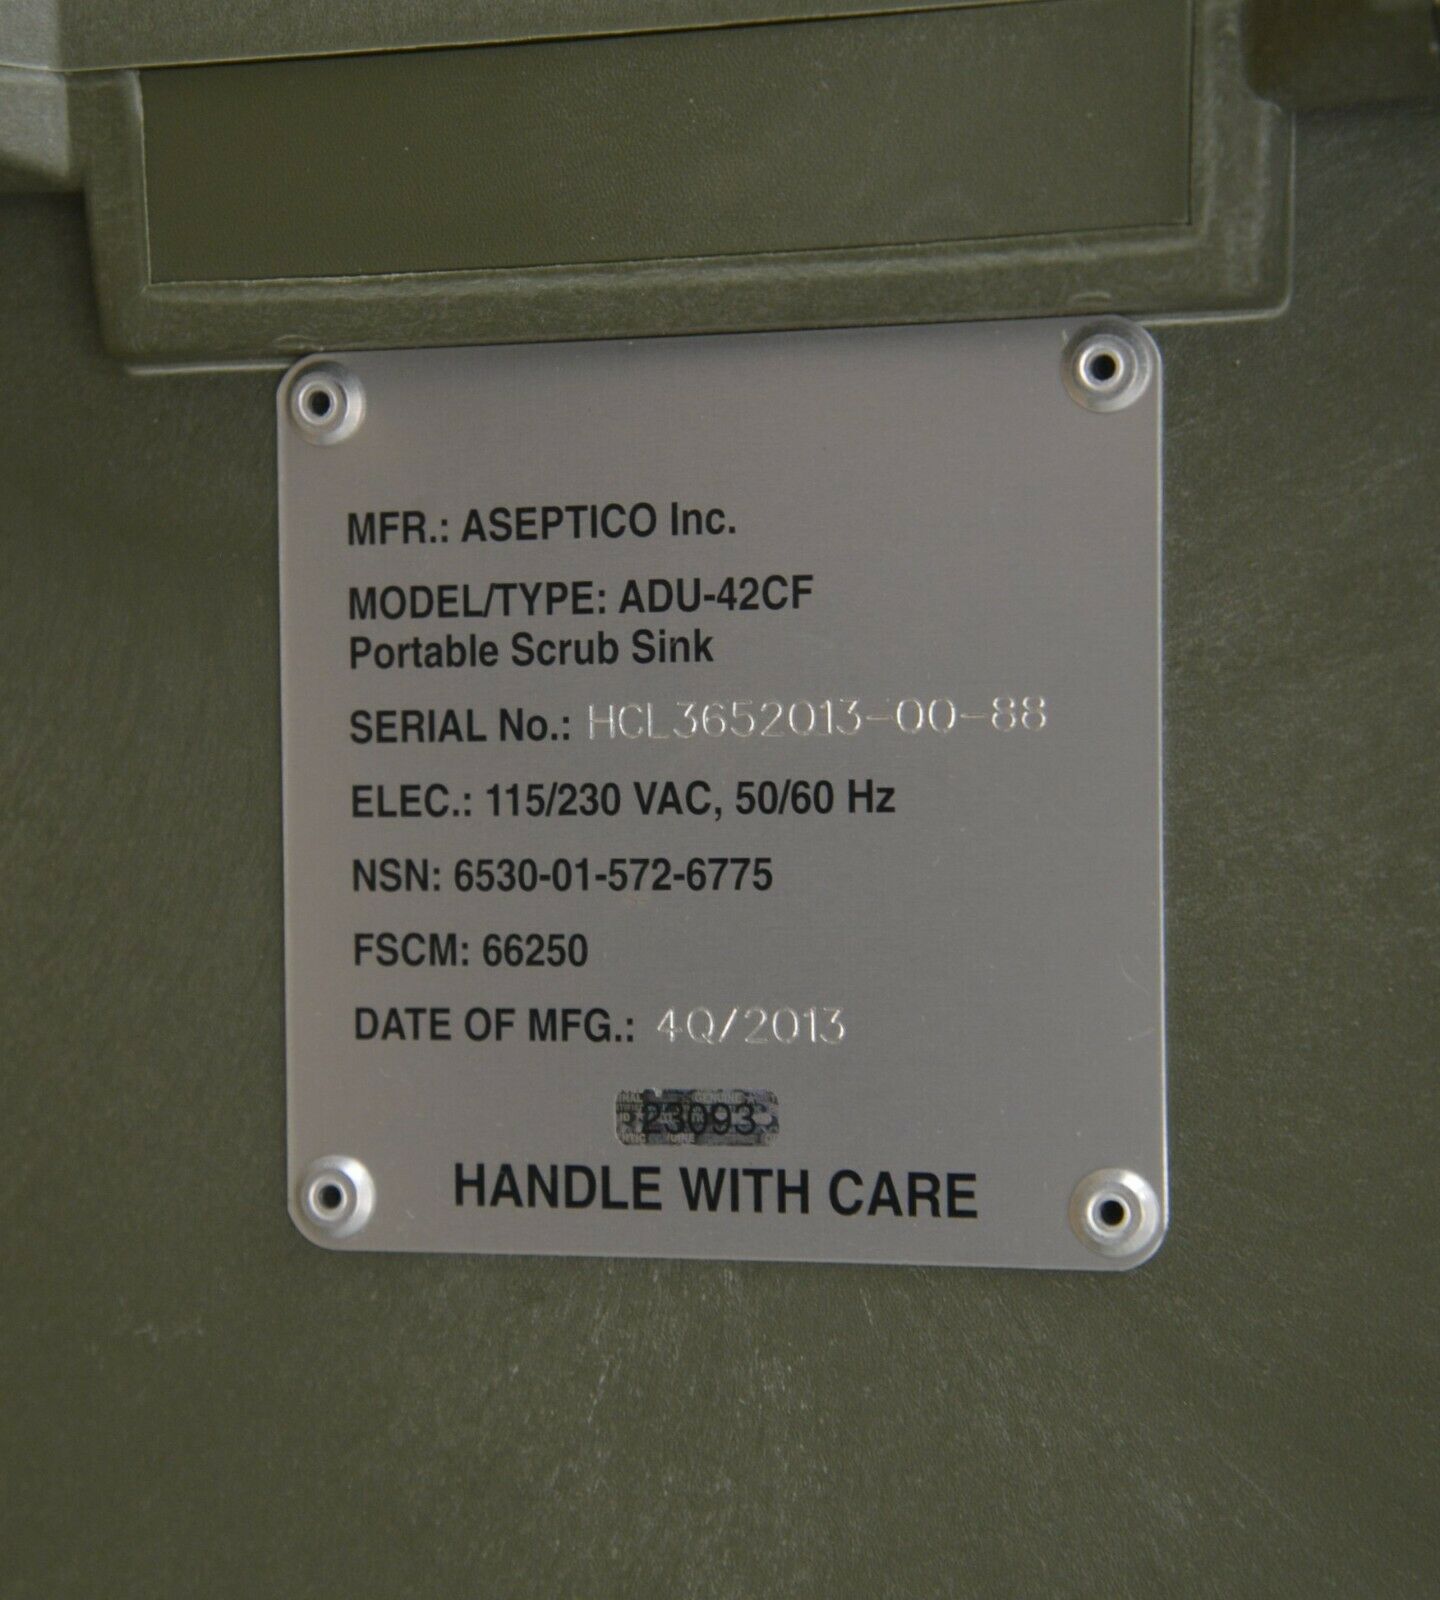 MFR.: ASEPTICO Inc.
MODEL/TYPE: ADU-42CF
Portable Scrub Sink
SERIAL No.: HCL3652013-00-88
ELEC.: 115/230 VAC, 50/60 Hz
NSN: 6530-01-572-6775
FSCM: 66250
DATE OF MFG.: 4Q/2013
GENUINE
23093
HANDLE WITH CARE